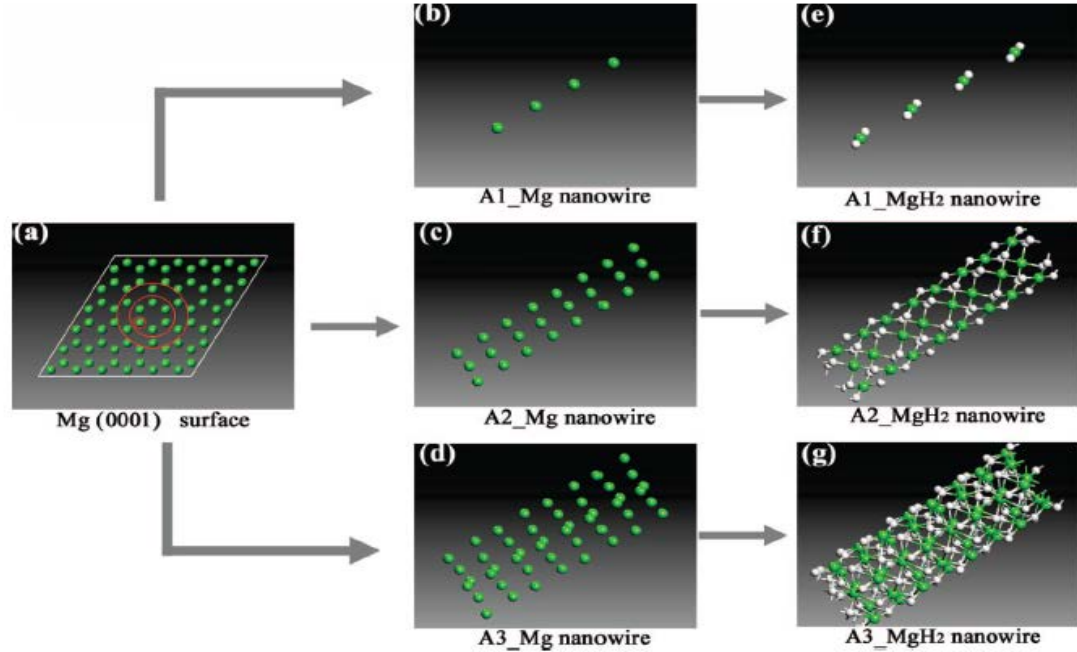 (b)
(e)
A1_Mg nanowire
A1_MgH2 nanowire
(a)
(c)
(f)
Mg (0001) surface
A2_Mg nanowire
A2_MgH2 nanowire
(d)
(g)
A3_Mg nanowire
A3_MgH2 nanowire